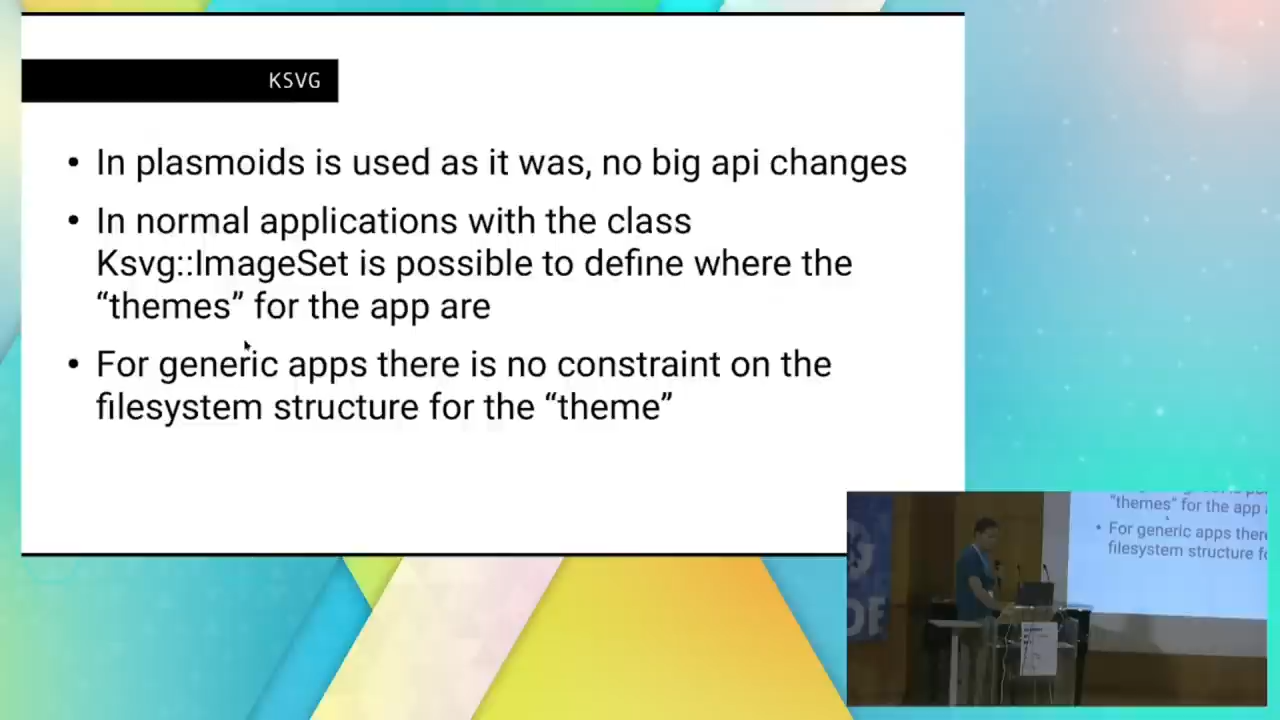 KSVG
• In plasmoids is used as it was, no big api changes
• In normal applications with the class
Ksvg::ImageSet is possible to define where the
“themes” for the app are
• For generic apps there is no constraint on the
filesystem structure for the “theme”
“themes” for the app
• For generic apps ther
filesystem structure f